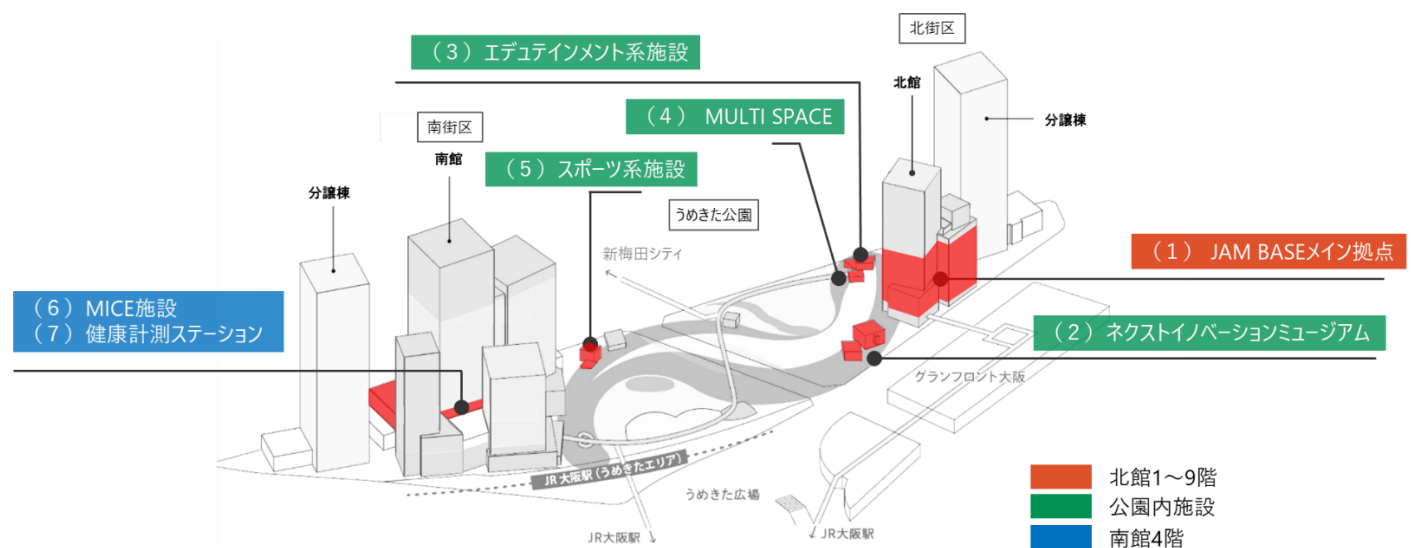 北街区
（３）エデュテインメント系施設
北館
（４） MULTI SPACE
分譲棟
南街区
南館
（５）スポーツ系施設
分譲棟
うめきた公園
新梅田シティ
（１） JAM BASEメイン拠点
（６）MICE施設
（７）健康計測ステーション
（２）ネクストイノベーションミュージアム
グランフロント大阪
JR 大阪駅（うめきたエリア）
うめきた広場
北館1～9階
公園内施設
南館4階
JR大阪駅
JR大阪駅